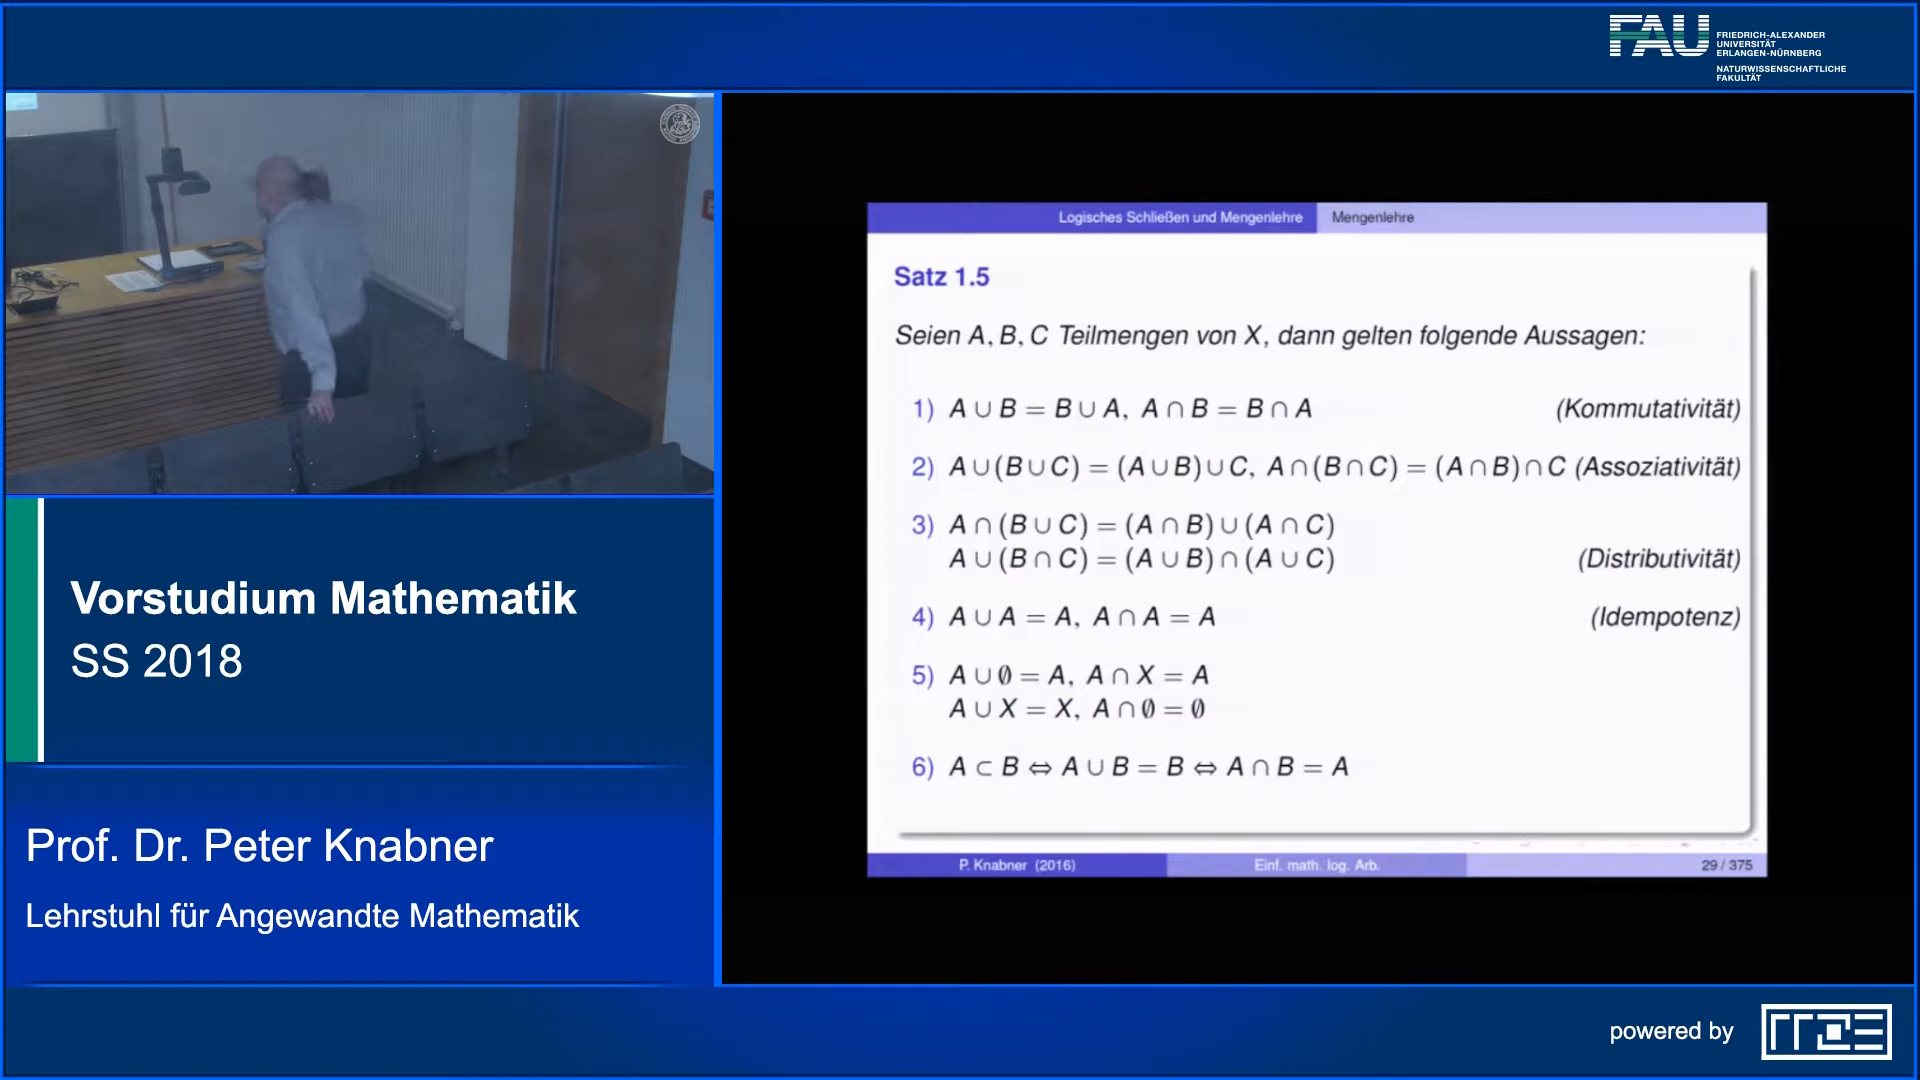 FAU FRIEDRICH-ALEXANDER
UNIVERSITÄT
ERLANGEN-NÜRNBERG
NATURWISSENSCHAFTLICHE
FAKULTÄT
Logisches Schließen und Mengenlehre Mengenlehre
Satz 1.5
Seien A, B, C Teilmengen von X, dann gelten folgende Aussagen:
1) A ∪ B = B ∪ A, A ∩ B = B ∩ A (Kommutativität)
2) A ∪ (B ∪ C) = (A ∪ B) ∪ C, A ∩ (B ∩ C) = (A ∩ B) ∩ C (Assoziativität)
3) A ∩ (B ∪ C) = (A ∩ B) ∪ (A ∩ C)
A ∪ (B ∩ C) = (A ∪ B) ∩ (A ∪ C) (Distributivität)
4) A ∪ A = A, A ∩ A = A (Idempotenz)
5) A ∪ ∅ = A, A ∩ X = A
A ∪ X = X, A ∩ ∅ = ∅
6) A ⊂ B ⇔ A ∪ B = B ⇔ A ∩ B = A
P. Knabner (2016) Einf. math. log. Arb. 29 / 375
Vorstudium Mathematik
SS 2018
Prof. Dr. Peter Knabner
Lehrstuhl für Angewandte Mathematik
powered by